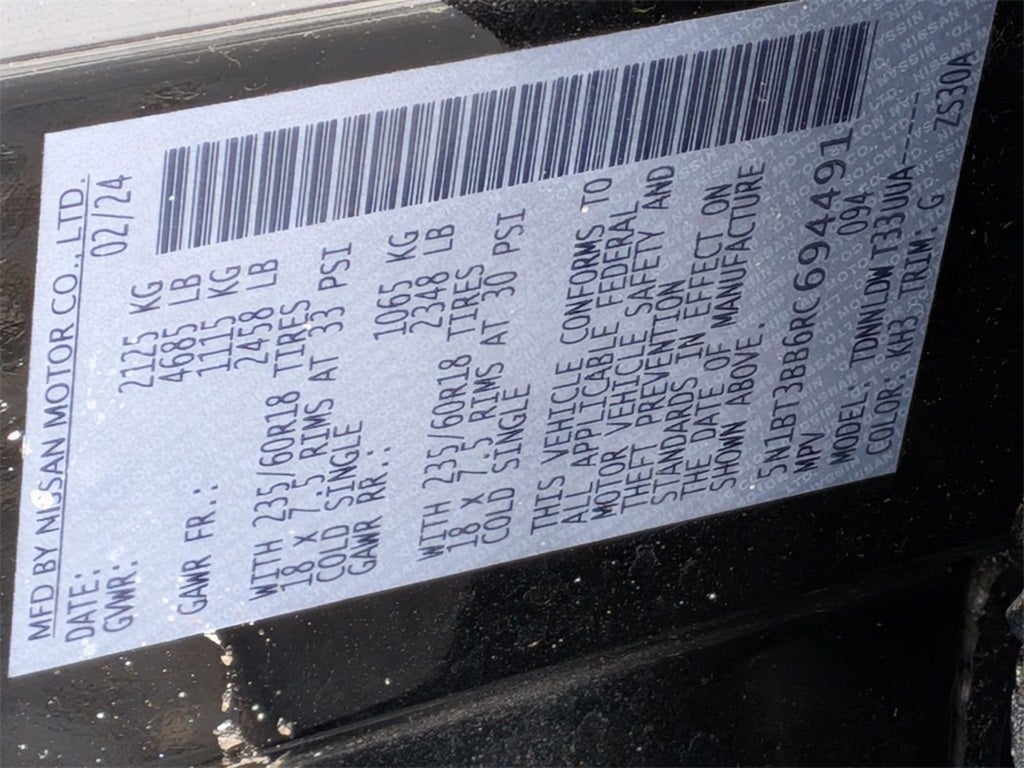 MFD BY NISSAN MOTOR CO., LTD.
DATE: 02/24
GVWR: 2125 KG
4685 LB
GAWR FR.: 1115 KG
2458 LB
WITH 235/60R18 TIRES
18 X 7.5 RIMS AT 33 PSI
COLD SINGLE
GAWR RR.: 1065 KG
2348 LB
WITH 235/60R18 TIRES
18 X 7.5 RIMS AT 30 PSI
COLD SINGLE
THIS VEHICLE CONFORMS TO
ALL APPLICABLE FEDERAL
MOTOR VEHICLE SAFETY AND
THEFT PREVENTION
STANDARDS IN EFFECT ON
THE DATE OF MANUFACTURE
SHOWN ABOVE.
5N1BT3BB6RC694491
MPV 094
MODEL: TDNNLDWT33UUA-----
COLOR: KH3 TRIM: G ZS30A